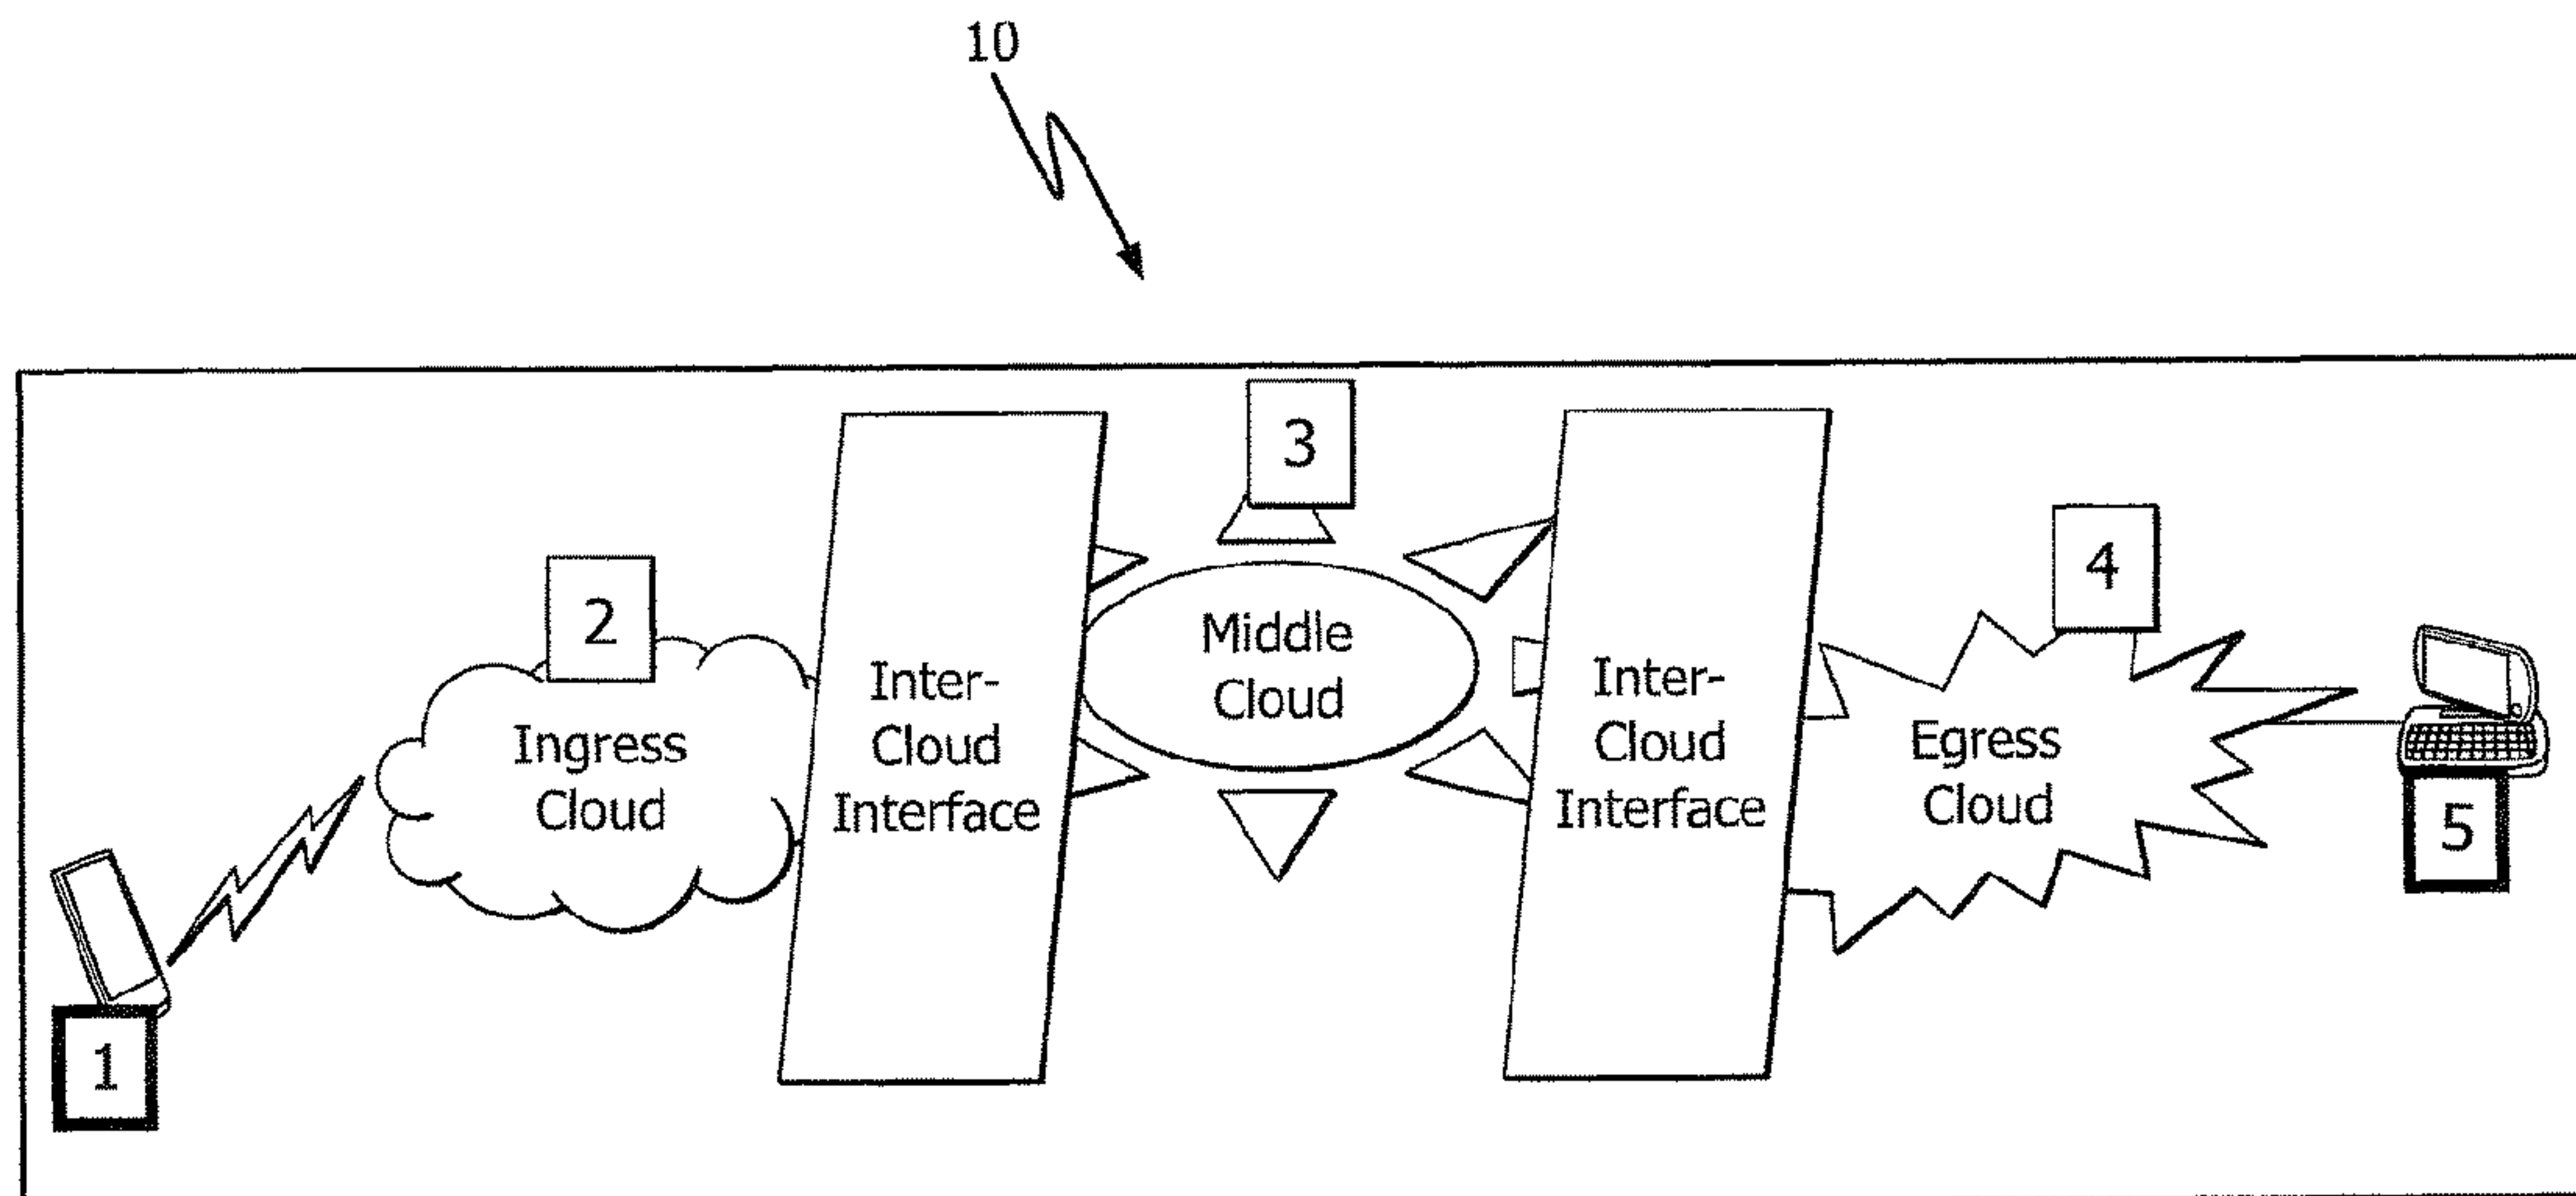 10
3
2
4
Middle
Cloud
Inter-
Cloud
Interface
Inter-
Cloud
Interface
Ingress
Cloud
Egress
Cloud
5
1